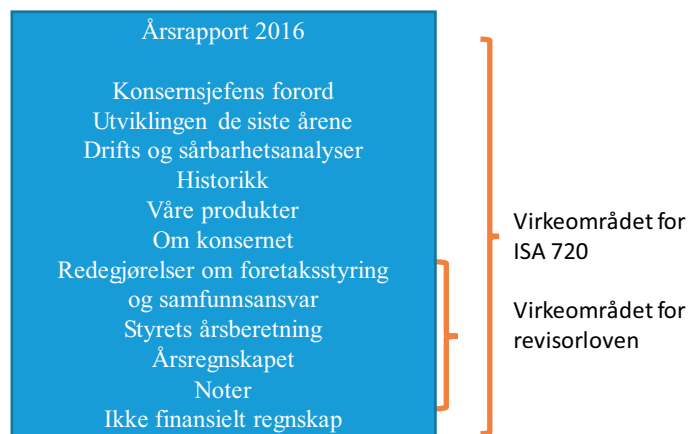 Årsrapport 2016
Konsernsjefens forord
Utviklingen de siste årene
Drifts og sårbarhetsanalyser
Historikk
Våre produkter
Om konsernet
Redegjørelser om foretaksstyring
og samfunnsansvar
Styrets årsberetning
Årsregnskapet
Noter
Ikke finansielt regnskap
Virkeområdet for
ISA 720
Virkeområdet for
revisorloven